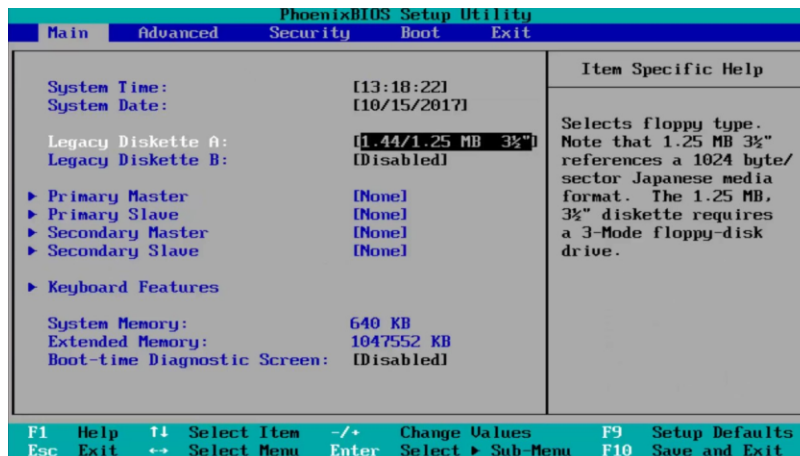 PhoenixBIOS Setup Utility
Main Advanced Security Boot Exit
Item Specific Help
System Time: [13:18:22]
System Date: [10/15/2017]
Legacy Diskette A: [1.44/1.25 MB 3½"]
Legacy Diskette B: [Disabled]
▶ Primary Master [None]
▶ Primary Slave [None]
▶ Secondary Master [None]
▶ Secondary Slave [None]
▶ Keyboard Features
System Memory: 640 KB
Extended Memory: 1047552 KB
Boot-time Diagnostic Screen: [Disabled]
Selects floppy type.
Note that 1.25 MB 3½"
references a 1024 byte/
sector Japanese media
format. The 1.25 MB,
3½" diskette requires
a 3-Mode floppy-disk
drive.
F1 Help ↑↓ Select Item -/+ Change Values F9 Setup Defaults
Esc Exit ↔ Select Menu Enter Select ▶ Sub-Menu F10 Save and Exit